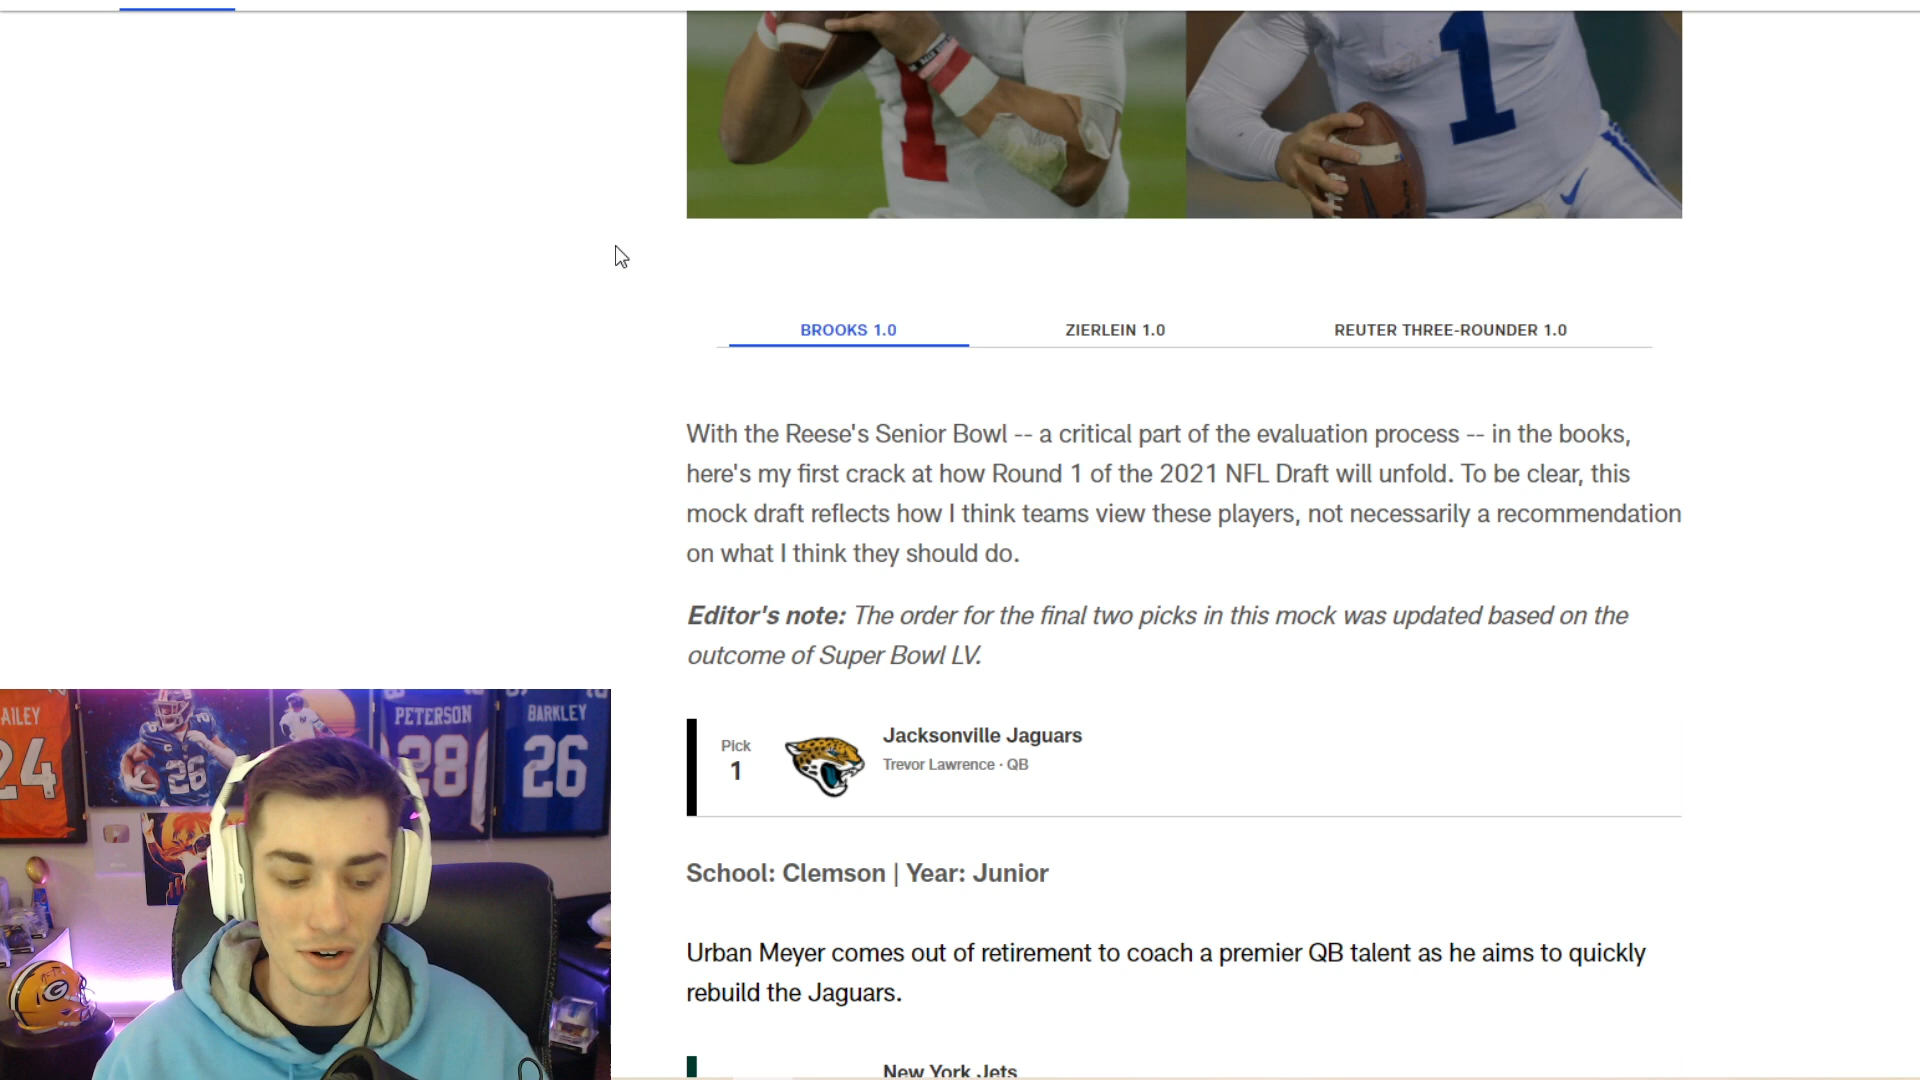 1
1
BROOKS 1.0
ZIERLEIN 1.0
REUTER THREE-ROUNDER 1.0
With the Reese's Senior Bowl -- a critical part of the evaluation process -- in the books,
here's my first crack at how Round 1 of the 2021 NFL Draft will unfold. To be clear, this
mock draft reflects how I think teams view these players, not necessarily a recommendation
on what I think they should do.
Editor's note: The order for the final two picks in this mock was updated based on the
outcome of Super Bowl LV.
Pick
1
Jacksonville Jaguars
Trevor Lawrence · QB
School: Clemson | Year: Junior
Urban Meyer comes out of retirement to coach a premier QB talent as he aims to quickly
rebuild the Jaguars.
New York Jets
AILEY
24
26
PETERSON
28
BARKLEY
26
G